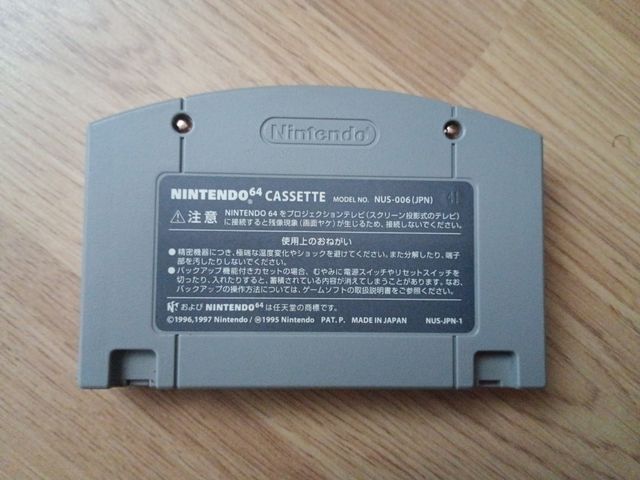 Nintendo®
NINTENDO64 CASSETTE MODEL NO. NUS-006(JPN)
⚠注意 NINTENDO 64 をプロジェクションテレビ(スクリーン投影式のテレビ)
に接続すると残像現象(画面ヤケ)が生じるため、接続しないでください。
使用上のおねがい
●精密機器につき、極端な温度変化やショックを避けてください。また分解したり、端子
部を汚したりしないでください。
●バックアップ機能付きカセットの場合、むやみに電源スイッチやリセットスイッチを
切ったり、入れたりすると、蓄積されている内容が消えてしまうことがあります。なお、
バックアップの操作方法については、ゲームソフトの取扱説明書をご参照ください。
および NINTENDO64 は任天堂の商標です。
©1996,1997 Nintendo/Ⓜ1995 Nintendo PAT. P. MADE IN JAPAN NUS-JPN-1